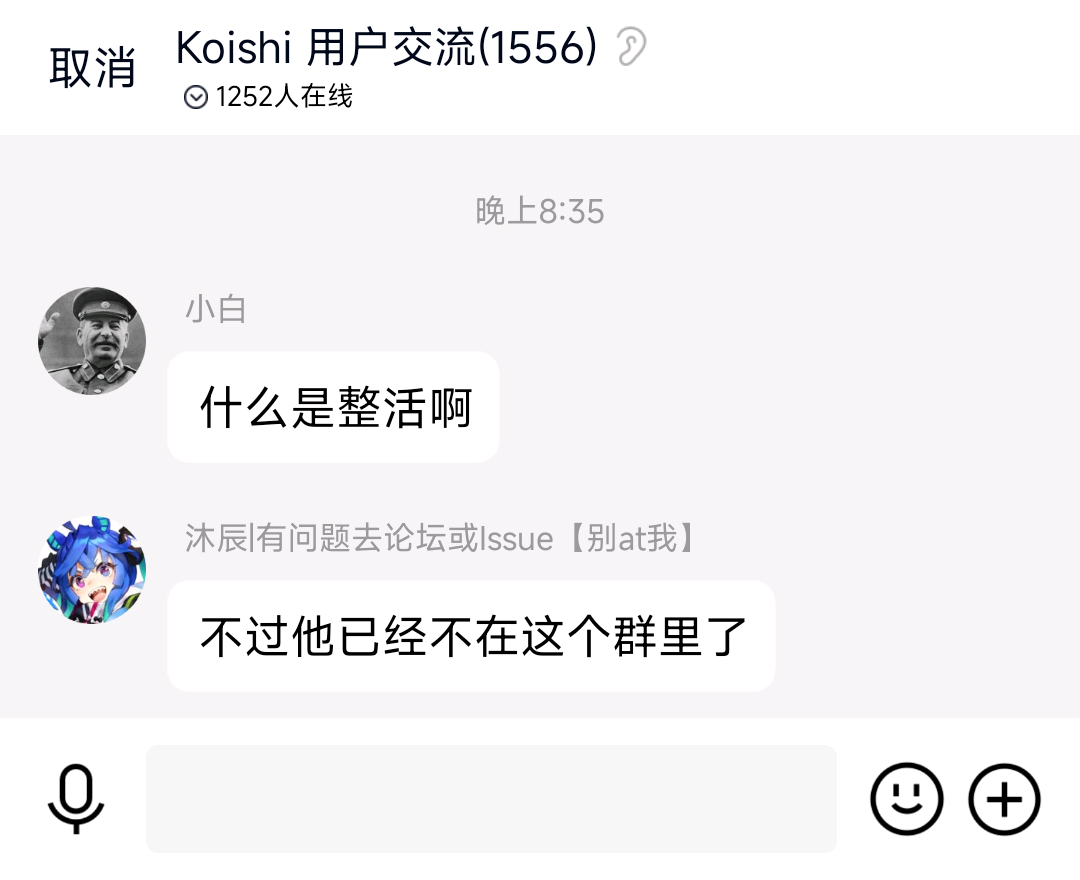 取消
Koishi 用户交流(1556)
1252人在线
晚上8:35
小白
什么是整活啊
沐辰|有问题去论坛或Issue【别at我】
不过他已经不在这个群里了